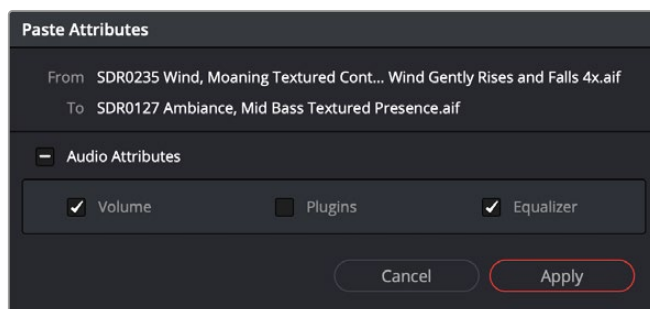 Paste Attributes
From SDR0235 Wind, Moaning Textured Cont... Wind Gently Rises and Falls 4x.aif
To SDR0127 Ambiance, Mid Bass Textured Presence.aif
Audio Attributes
Volume Plugins Equalizer
Cancel Apply